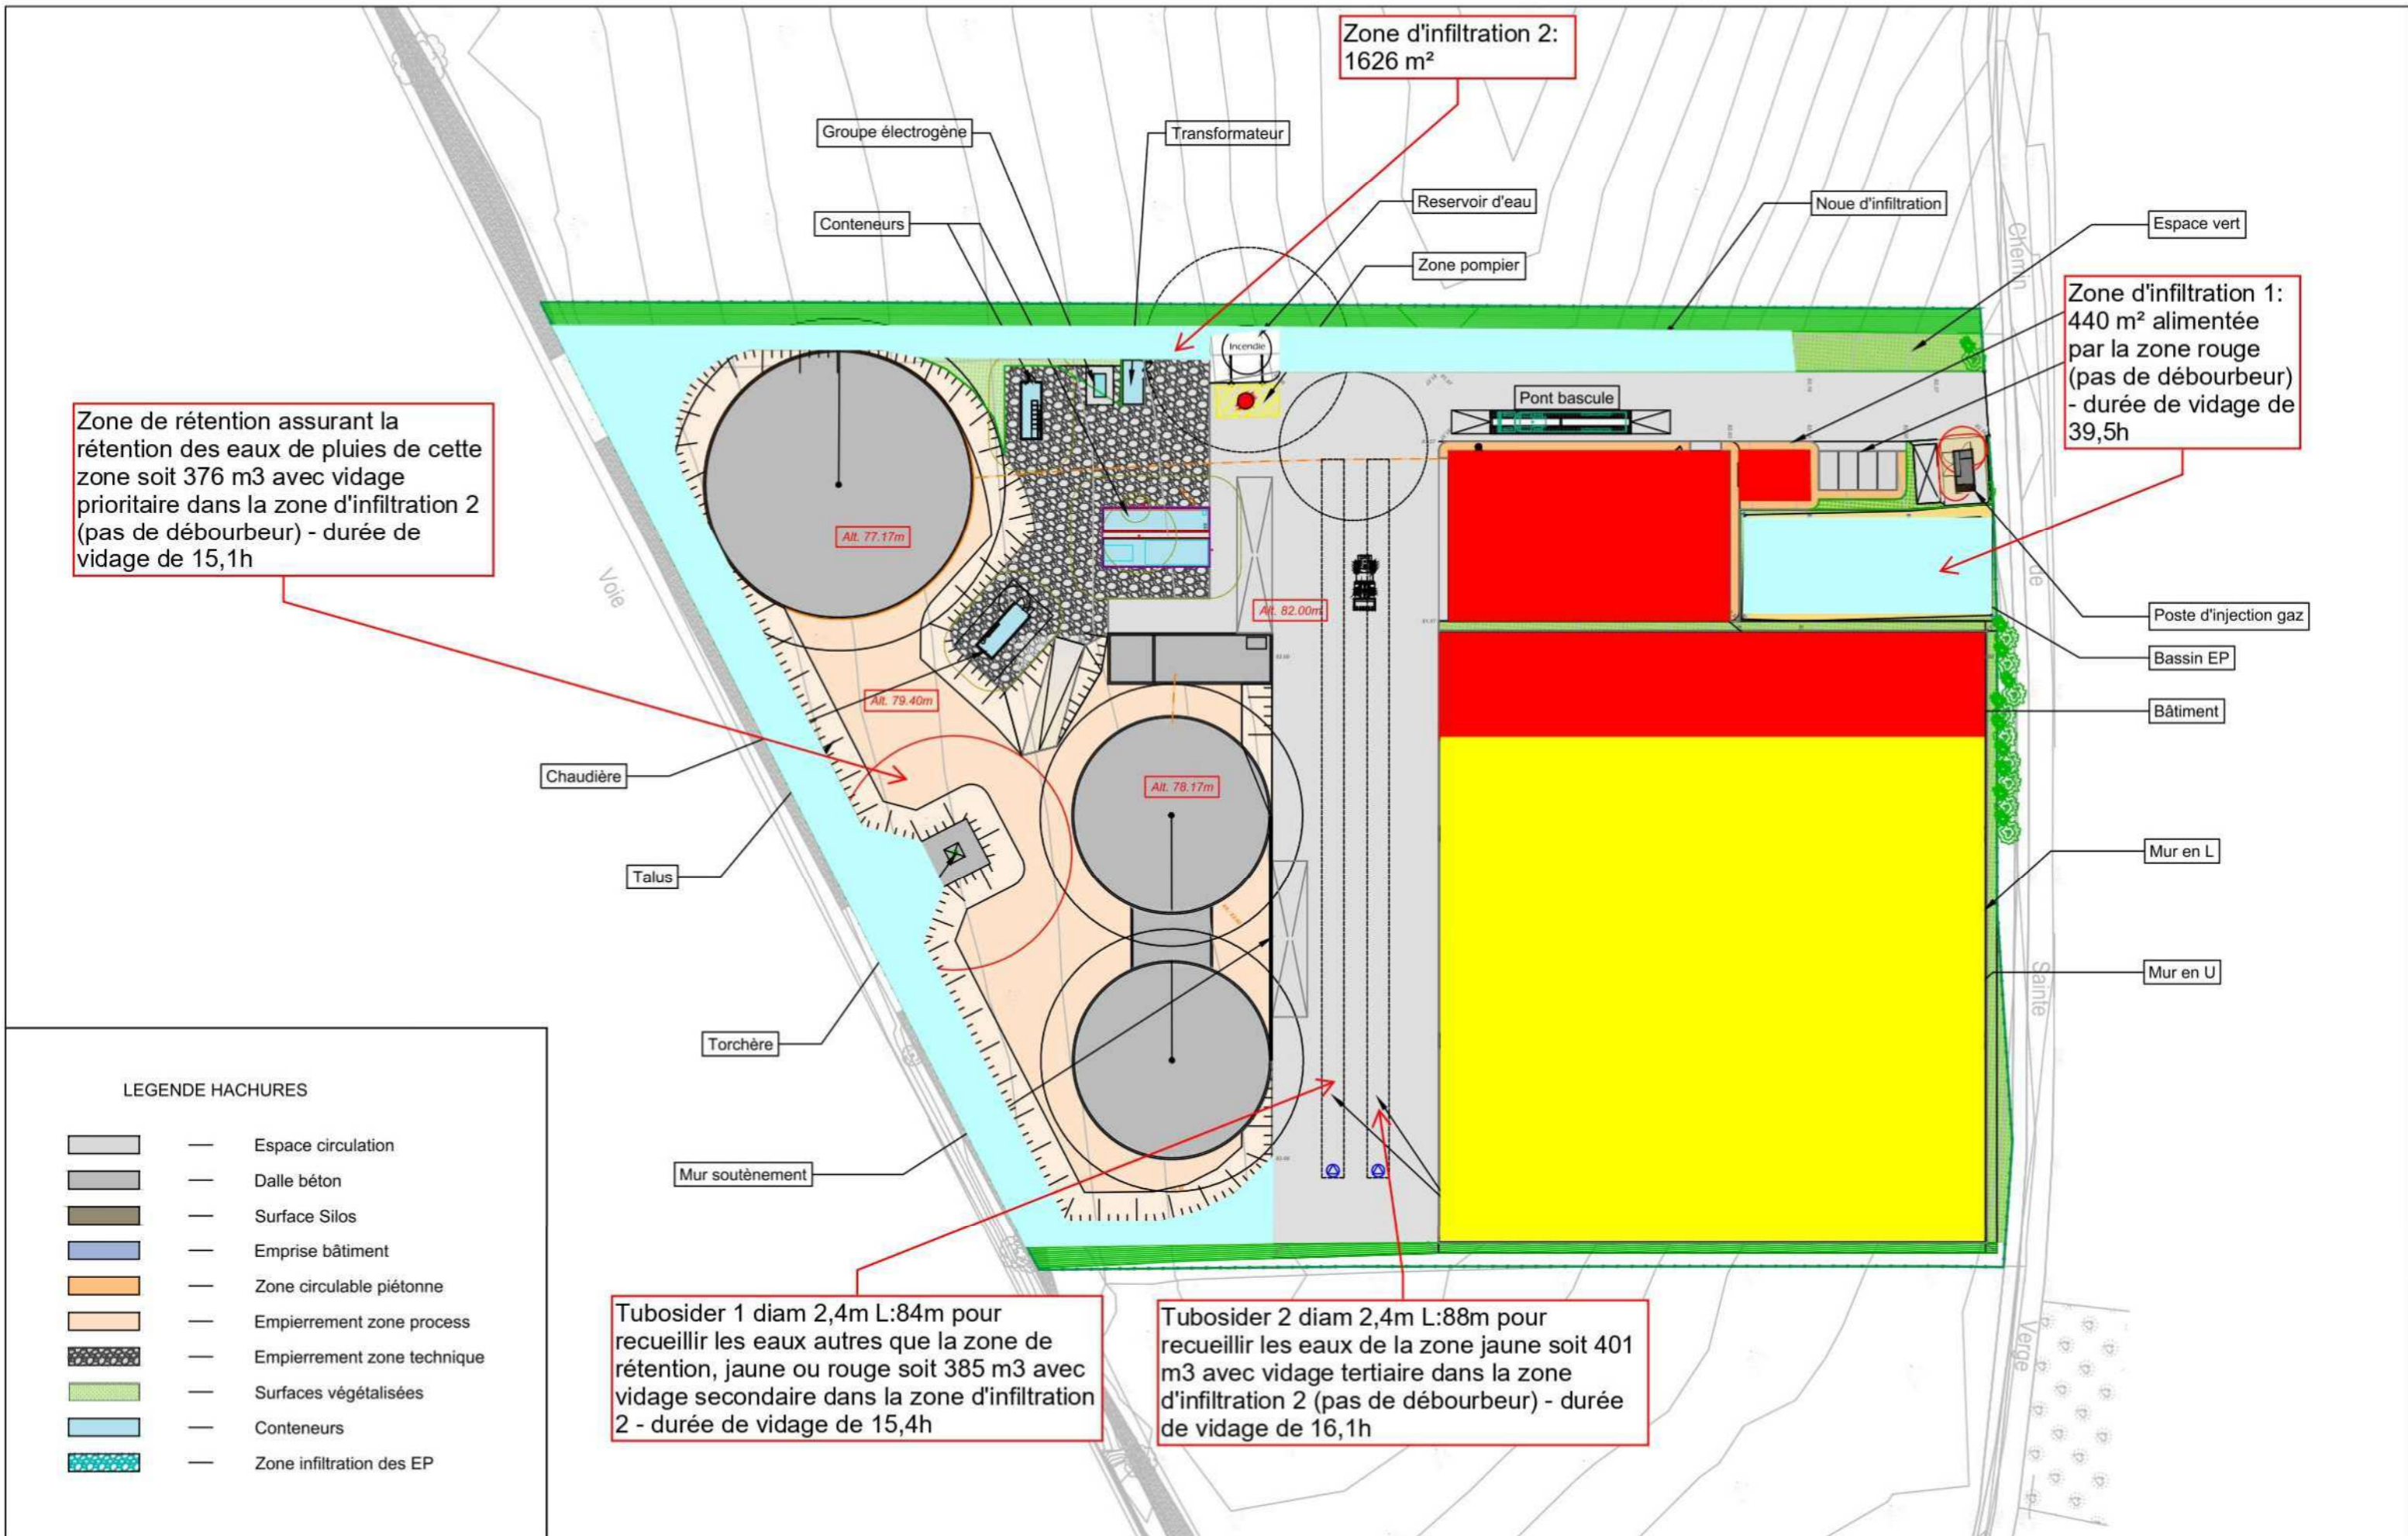 Zone d'infiltration 2:
1626 m²
Groupe électrogène
Transformateur
Conteneurs
Reservoir d'eau
Noue d'infiltration
Espace vert
Zone pompier
Chemin
Zone d'infiltration 1:
440 m² alimentée
par la zone rouge
(pas de débourbeur)
- durée de vidage de
39,5h
Incendie
Pont bascule
Zone de rétention assurant la
rétention des eaux de pluies de cette
zone soit 376 m3 avec vidage
prioritaire dans la zone d'infiltration 2
(pas de débourbeur) - durée de
vidage de 15,1h
Alt. 77.17m
Voie
de
Alt. 82.00m
Poste d'injection gaz
Bassin EP
Alt. 79.40m
Bâtiment
Chaudière
Alt. 78.17m
Talus
Mur en L
Mur en U
Sainte
Torchère
Mur soutènement
Verge
LEGENDE HACHURES
Espace circulation
Dalle béton
Surface Silos
Emprise bâtiment
Zone circulable piétonne
Empierrement zone process
Empierrement zone technique
Surfaces végétalisées
Conteneurs
Zone infiltration des EP
Tubosider 1 diam 2,4m L:84m pour
recueillir les eaux autres que la zone de
rétention, jaune ou rouge soit 385 m3 avec
vidage secondaire dans la zone d'infiltration
2 - durée de vidage de 15,4h
Tubosider 2 diam 2,4m L:88m pour
recueillir les eaux de la zone jaune soit 401
m3 avec vidage tertiaire dans la zone
d'infiltration 2 (pas de débourbeur) - durée
de vidage de 16,1h